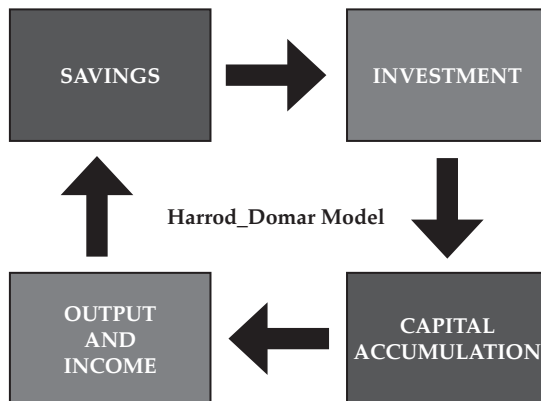 SAVINGS
INVESTMENT
Harrod_Domar Model
OUTPUT
AND
INCOME
CAPITAL
ACCUMULATION